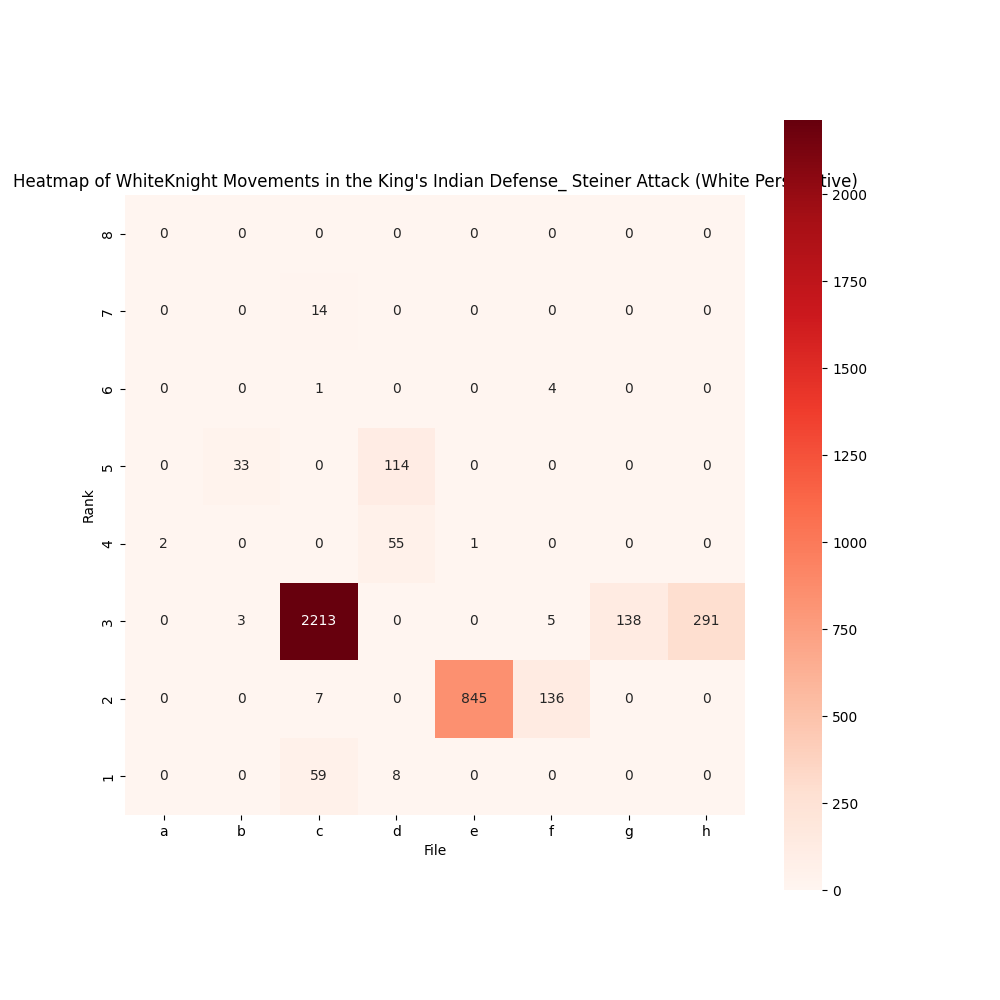 Heatmap of WhiteKnight Movements in the King's Indian Defense_ Steiner Attack (White Pers tive)
2000
1750
1500
1250
1000
750
500
250
0
Rank
8 0 0 0 0 0 0 0 0
7 0 0 14 0 0 0 0 0
6 0 0 1 0 0 4 0 0
5 0 33 0 114 0 0 0 0
4 2 0 0 55 1 0 0 0
3 0 3 2213 0 0 5 138 291
2 0 0 7 0 845 136 0 0
1 0 0 59 8 0 0 0 0
a b c d e f g h
File